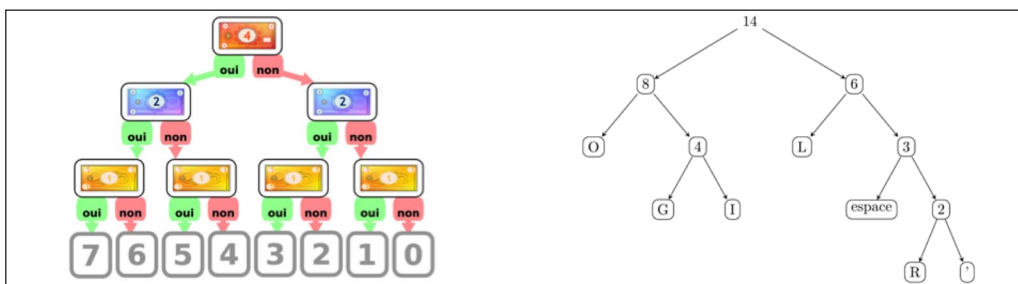 4
oui non
2 2
oui non oui non
1 1 1 1
oui non oui non oui non oui non
7 6 5 4 3 2 1 0
14
8 6
O 4 L 3
G I espace 2
R '